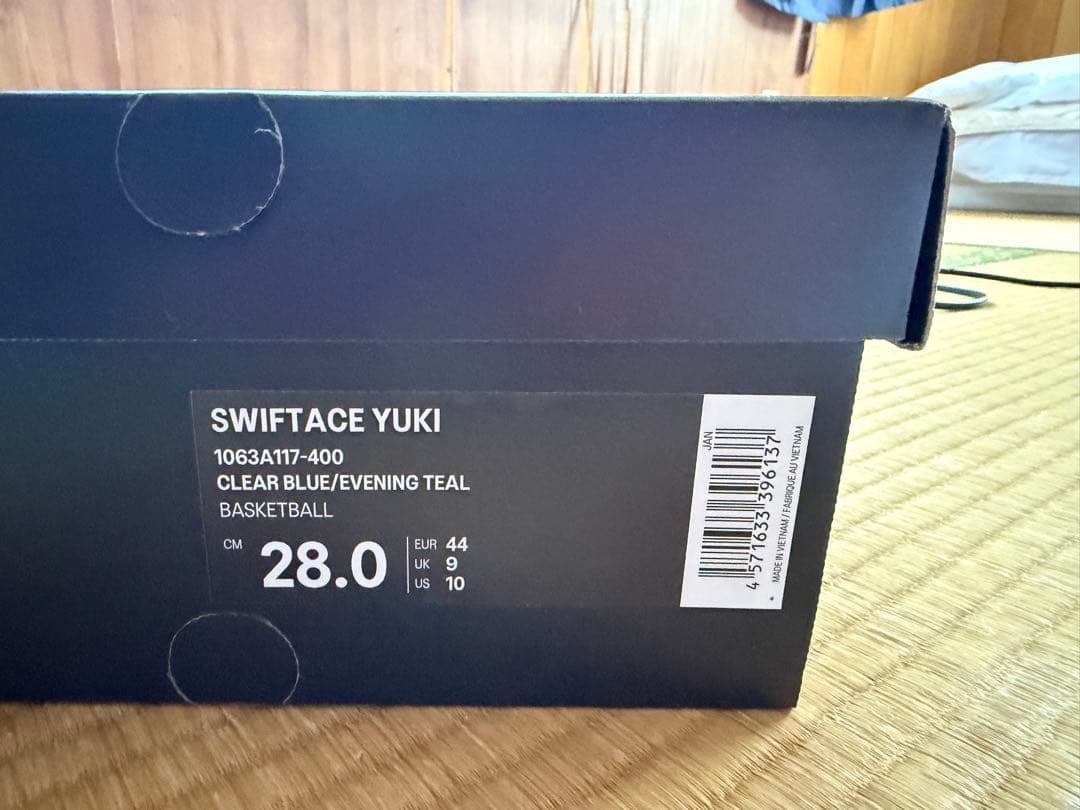 SWIFTACE YUKI
1063A117-400
CLEAR BLUE/EVENING TEAL
BASKETBALL
CM 28.0
EUR 44
UK 9
US 10
JAN
4 571633 396137
MADE IN VIETNAM / FABRIQUE AU VIETNAM